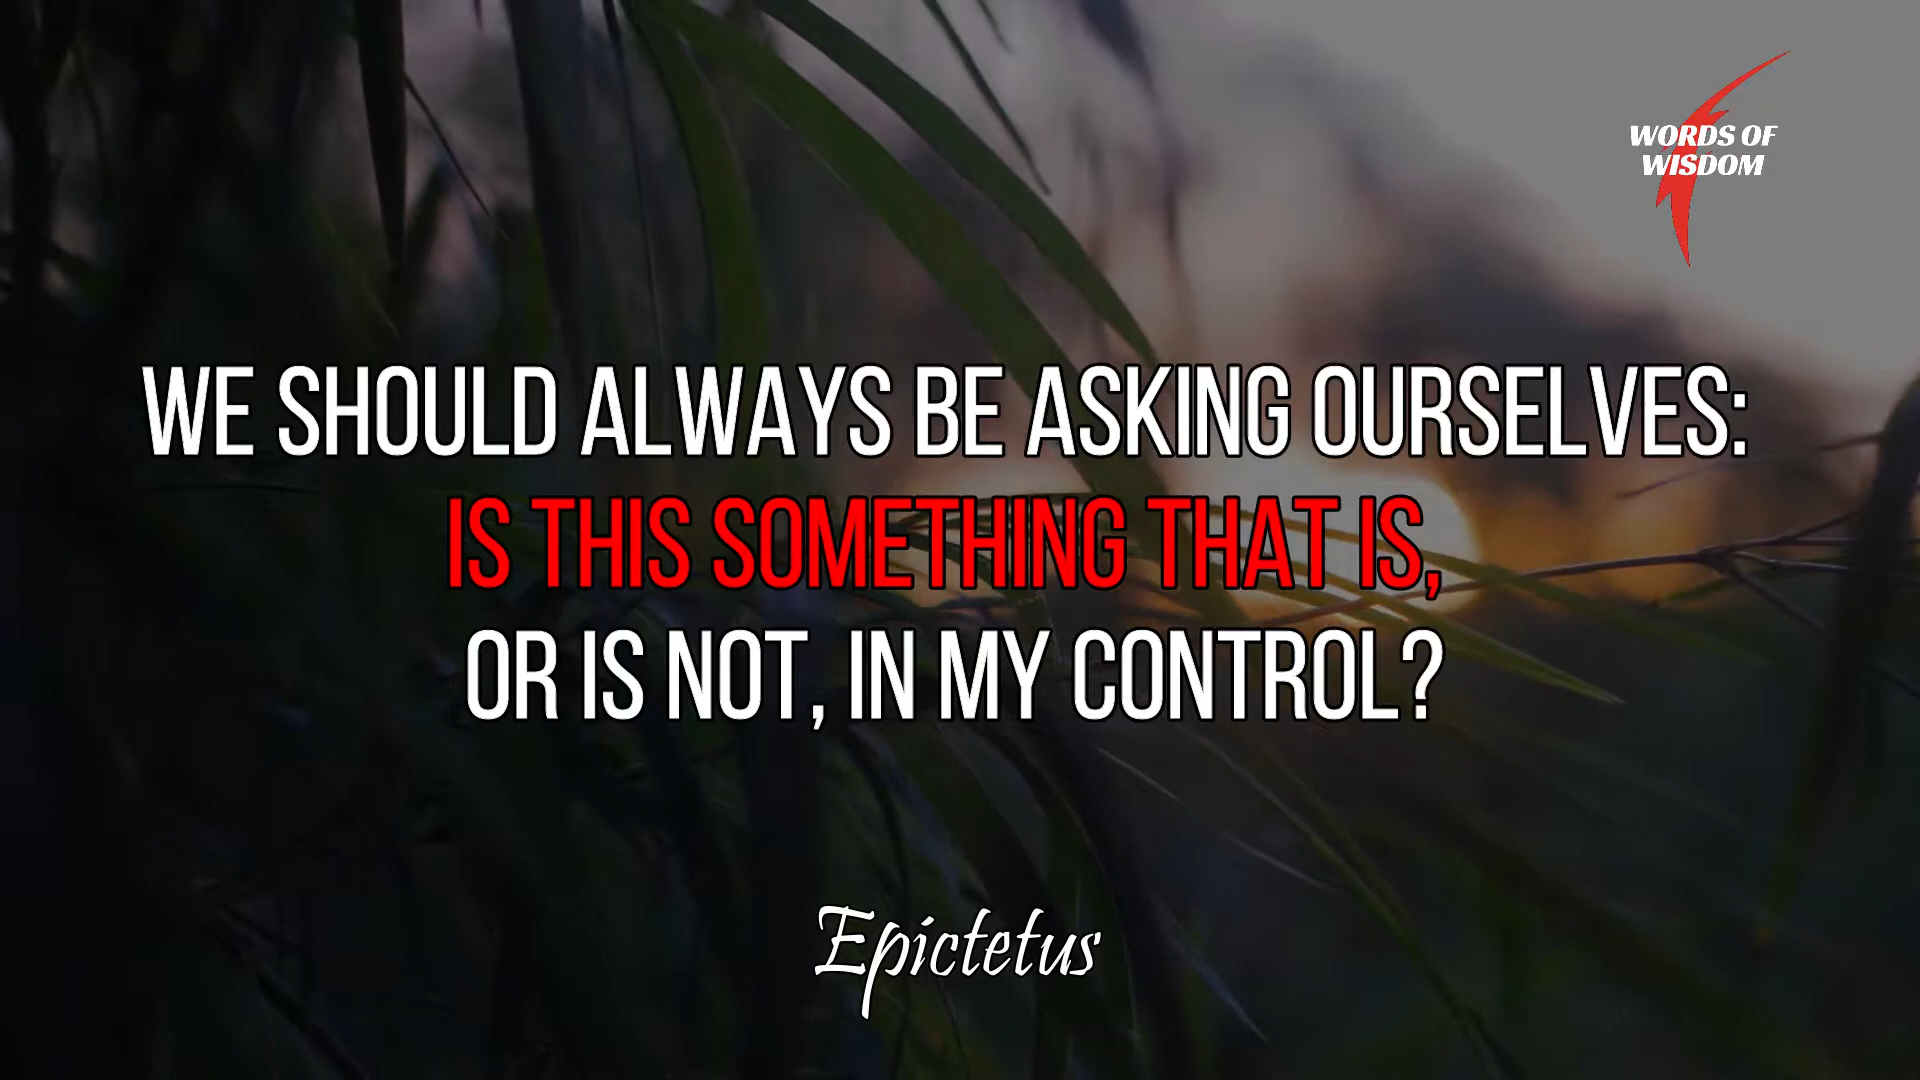 WORDS OF
WISDOM
WE SHOULD ALWAYS BE ASKING OURSELVES:
IS THIS SOMETHING THAT IS,
OR IS NOT, IN MY CONTROL?
Epictetus